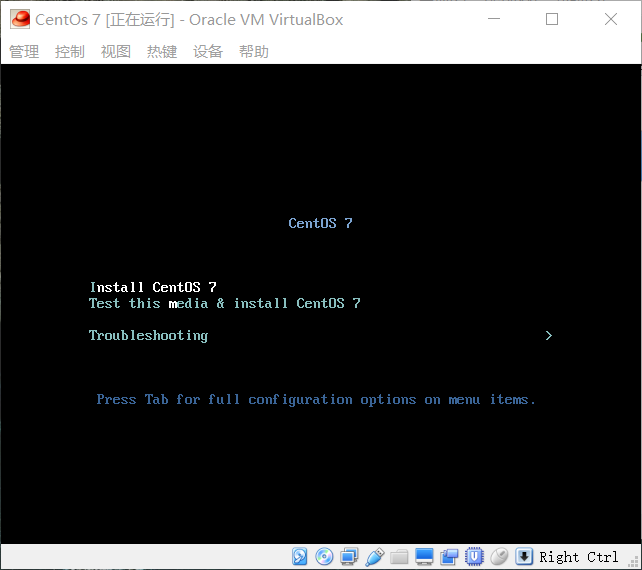 CentOs 7 [正在运行] - Oracle VM VirtualBox
管理 控制 视图 热键 设备 帮助
CentOS 7
Install CentOS 7
Test this media & install CentOS 7
Troubleshooting >
Press Tab for full configuration options on menu items.
Right Ctrl